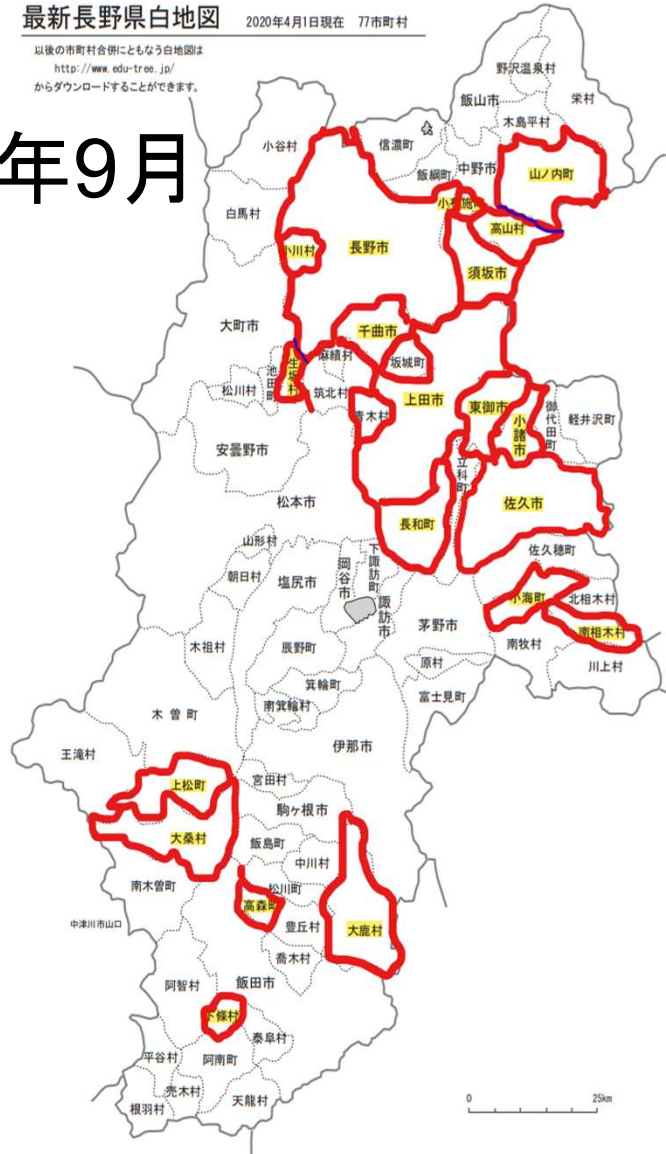 最新長野県白地図 2020年4月1日現在 77市町村
以後の市町村合併にともなう白地図は
http://www.edu-tree.jp/
からダウンロードすることができます。
年9月
野沢温泉村
飯山市
栄村
木島平村
小谷村
信濃町
飯綱町
中野市
山ノ内町
白馬村
小布施町
高山村
小川村
長野市
須坂市
大町市
千曲市
麻績村
坂城町
生坂村
池田町
松川村
筑北村
上田市
青木村
東御市
小諸市
御代田町
軽井沢町
安曇野市
立科町
松本市
長和町
佐久市
山形村
朝日村
塩尻市
岡谷市
下諏訪町
諏訪市
佐久穂町
小海町
北相木村
南相木村
茅野市
南牧村
川上村
木祖村
辰野町
原村
箕輪町
南箕輪村
富士見町
木曽町
伊那市
王滝村
上松町
宮田村
駒ヶ根市
大桑村
飯島町
中川村
南木曽町
松川町
高森町
豊丘村
大鹿村
中津川市山口
喬木村
阿智村
飯田市
下條村
泰阜村
平谷村
阿南町
売木村
根羽村
天龍村
0 25km